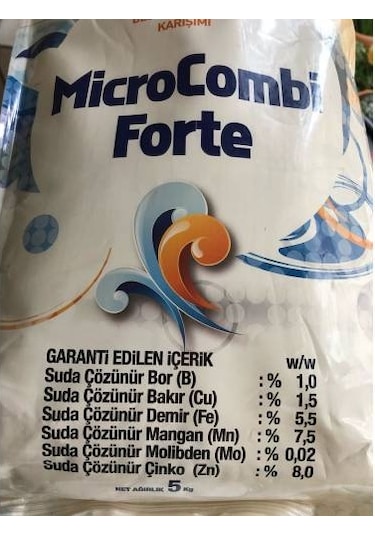 KARIŞIMI
MicroCombi
Forte
GARANTİ EDİLEN İÇERİK w/w
Suda Çözünür Bor (B) : % 1,0
Suda Çözünür Bakır (Cu) : % 1,5
Suda Çözünür Demir (Fe) : % 5,5
Suda Çözünür Mangan (Mn) : % 7,5
Suda Çözünür Molibden (Mo) : % 0,02
Suda Çözünür Çinko (Zn) : % 8,0
NET AĞIRLIK 5 Kg